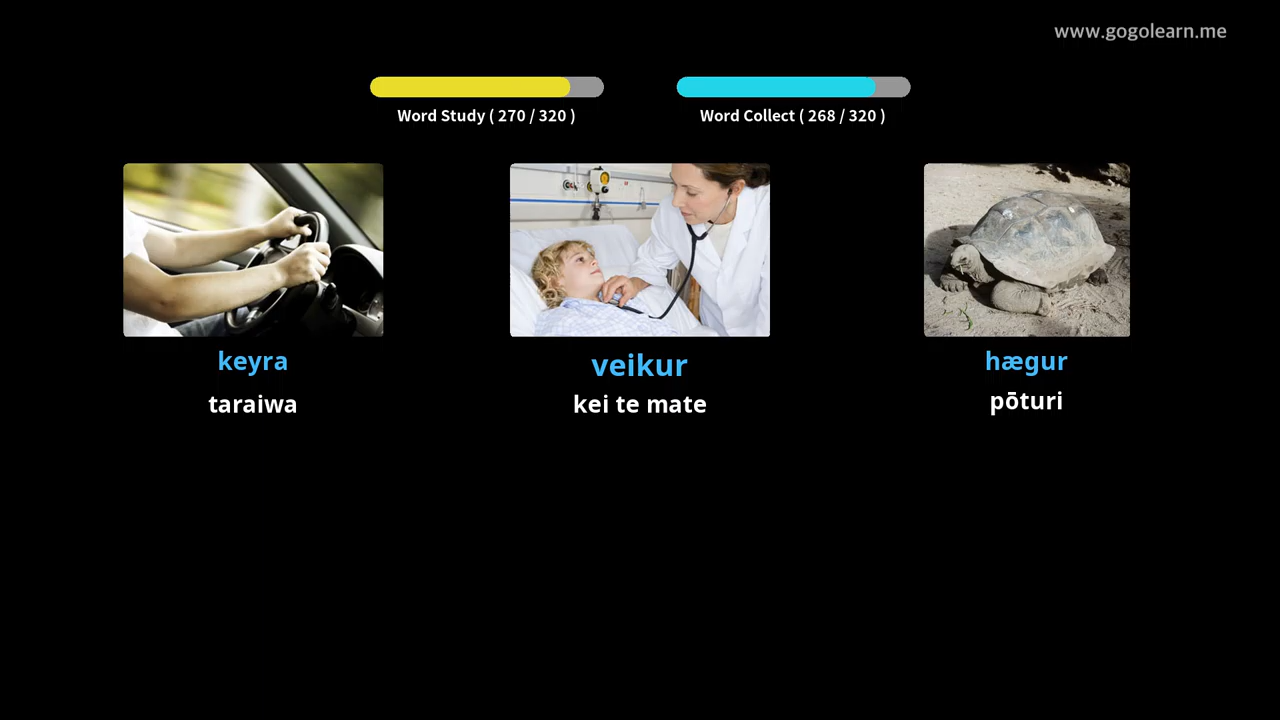 www.gogolearn.me
Word Study ( 270 / 320 )
Word Collect ( 268 / 320 )
keyra
veikur
hægur
taraiwa
kei te mate
pōturi